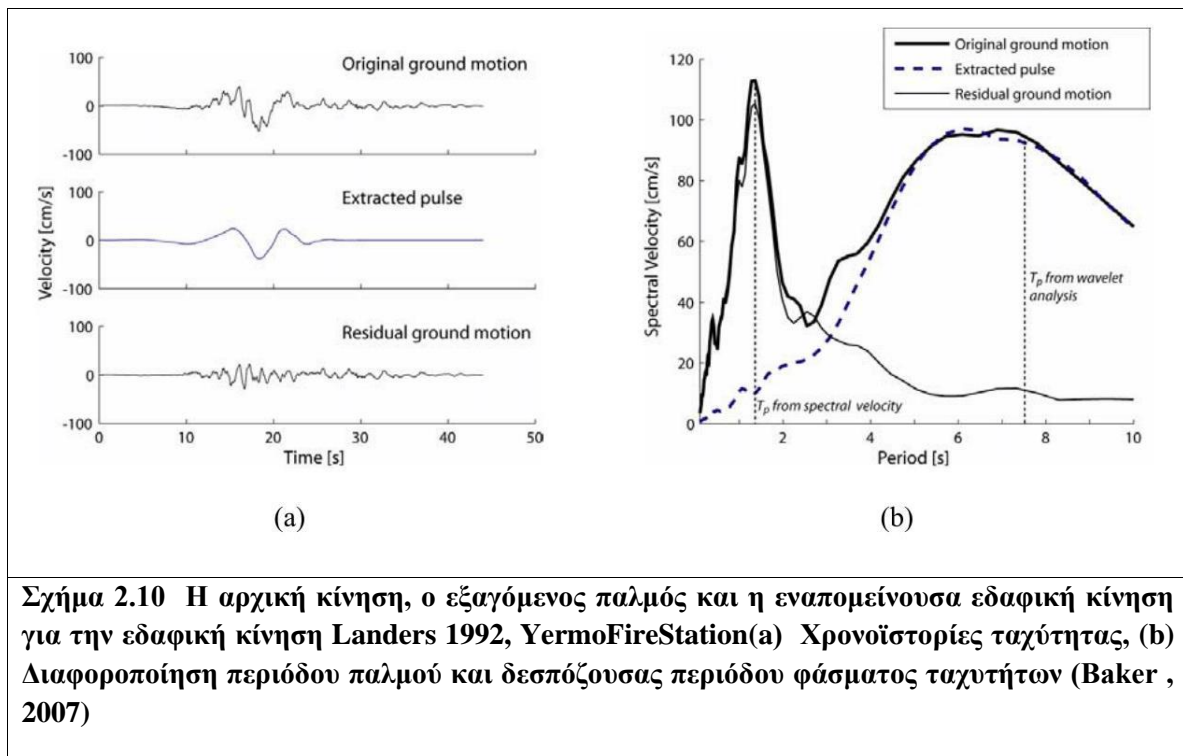 100
Original ground motion
0
-100
100
Extracted pulse
0
-100
100
Residual ground motion
0
-100
0 10 20 30 40 50
Velocity [cm/s]
Time [s]
(a)
Original ground motion
Extracted pulse
Residual ground motion
120
100
80
60
40
20
0
2 4 6 8 10
Spectral Velocity [cm/s]
Period [s]
Tp from wavelet
analysis
Tp from spectral velocity
(b)
Σχήμα 2.10 Η αρχική κίνηση, ο εξαγόμενος παλμός και η εναπομείνουσα εδαφική κίνηση
για την εδαφική κίνηση Landers 1992, YermoFireStation(a) Χρονοϊστορίες ταχύτητας, (b)
Διαφοροποίηση περιόδου παλμού και δεσπόζουσας περιόδου φάσματος ταχυτήτων (Baker ,
2007)